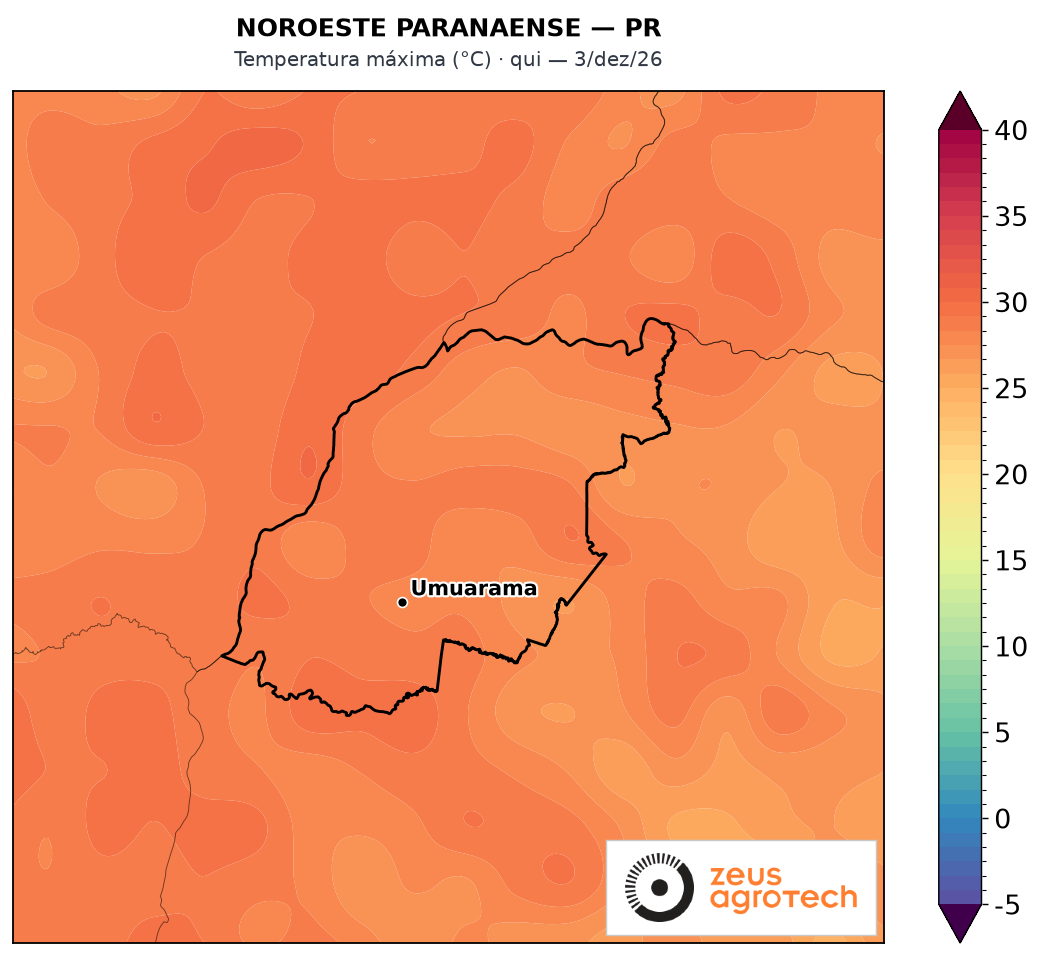 NOROESTE PARANAENSE — PR
Temperatura máxima (°C) · qui — 3/dez/26
40
35
30
25
20
15
10
5
0
-5
Umuarama
zeus
agrotech